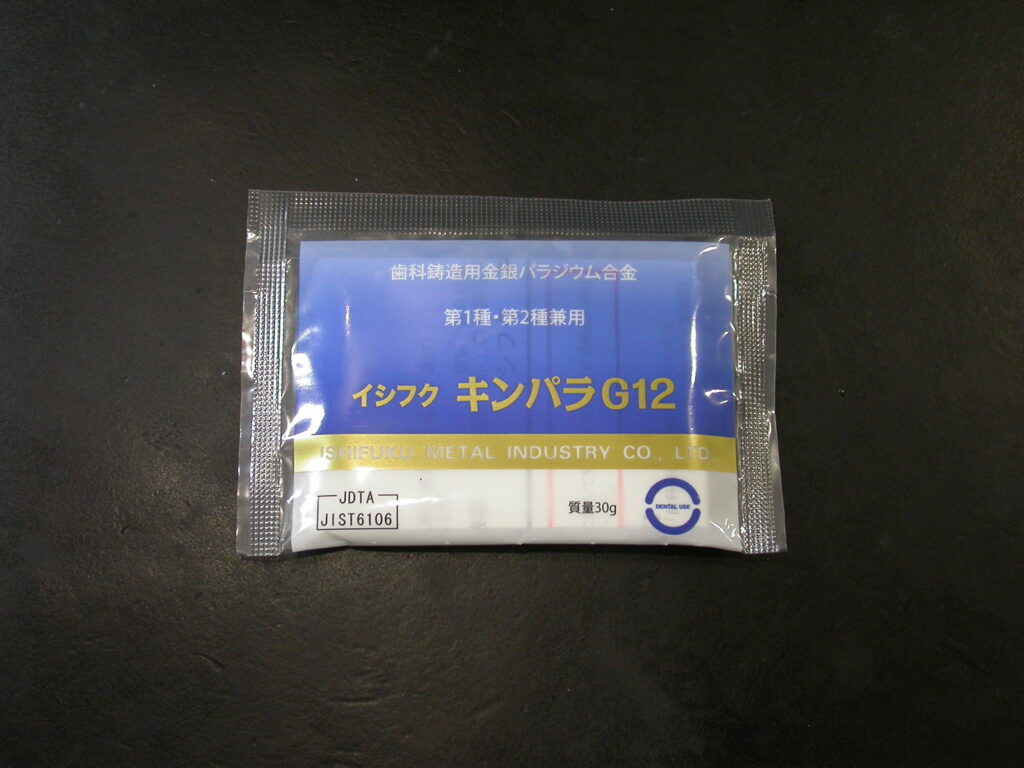 歯科鋳造用金銀パラジウム合金
第1種・第2種兼用
イシフク キンパラG12
ISHIFUKU METAL INDUSTRY CO., LTD.
JDTA
JIST6106
質量30g
DENTAL USE